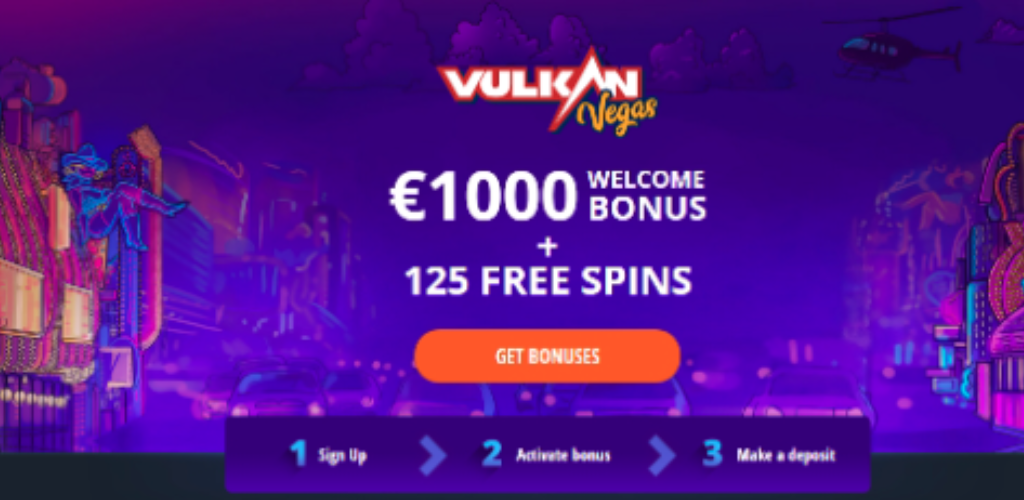 VULKAN
Vegas
€1000 WELCOME BONUS
+
125 FREE SPINS
GET BONUSES
1 Sign Up 2 Activate bonus 3 Make a deposit